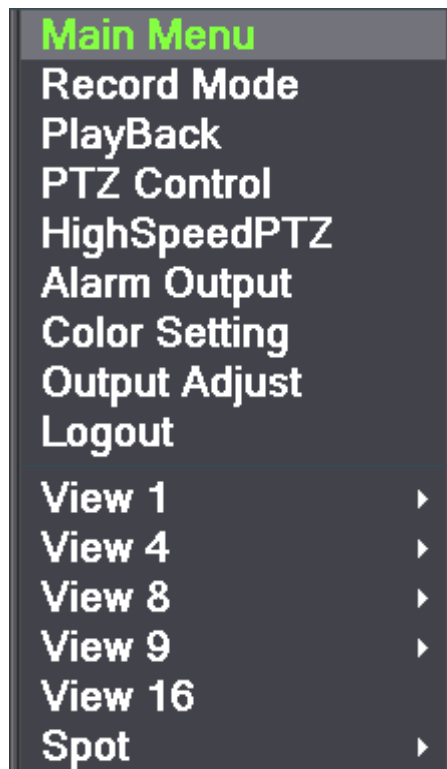 Main Menu
Record Mode
PlayBack
PTZ Control
HighSpeedPTZ
Alarm Output
Color Setting
Output Adjust
Logout
View 1
View 4
View 8
View 9
View 16
Spot